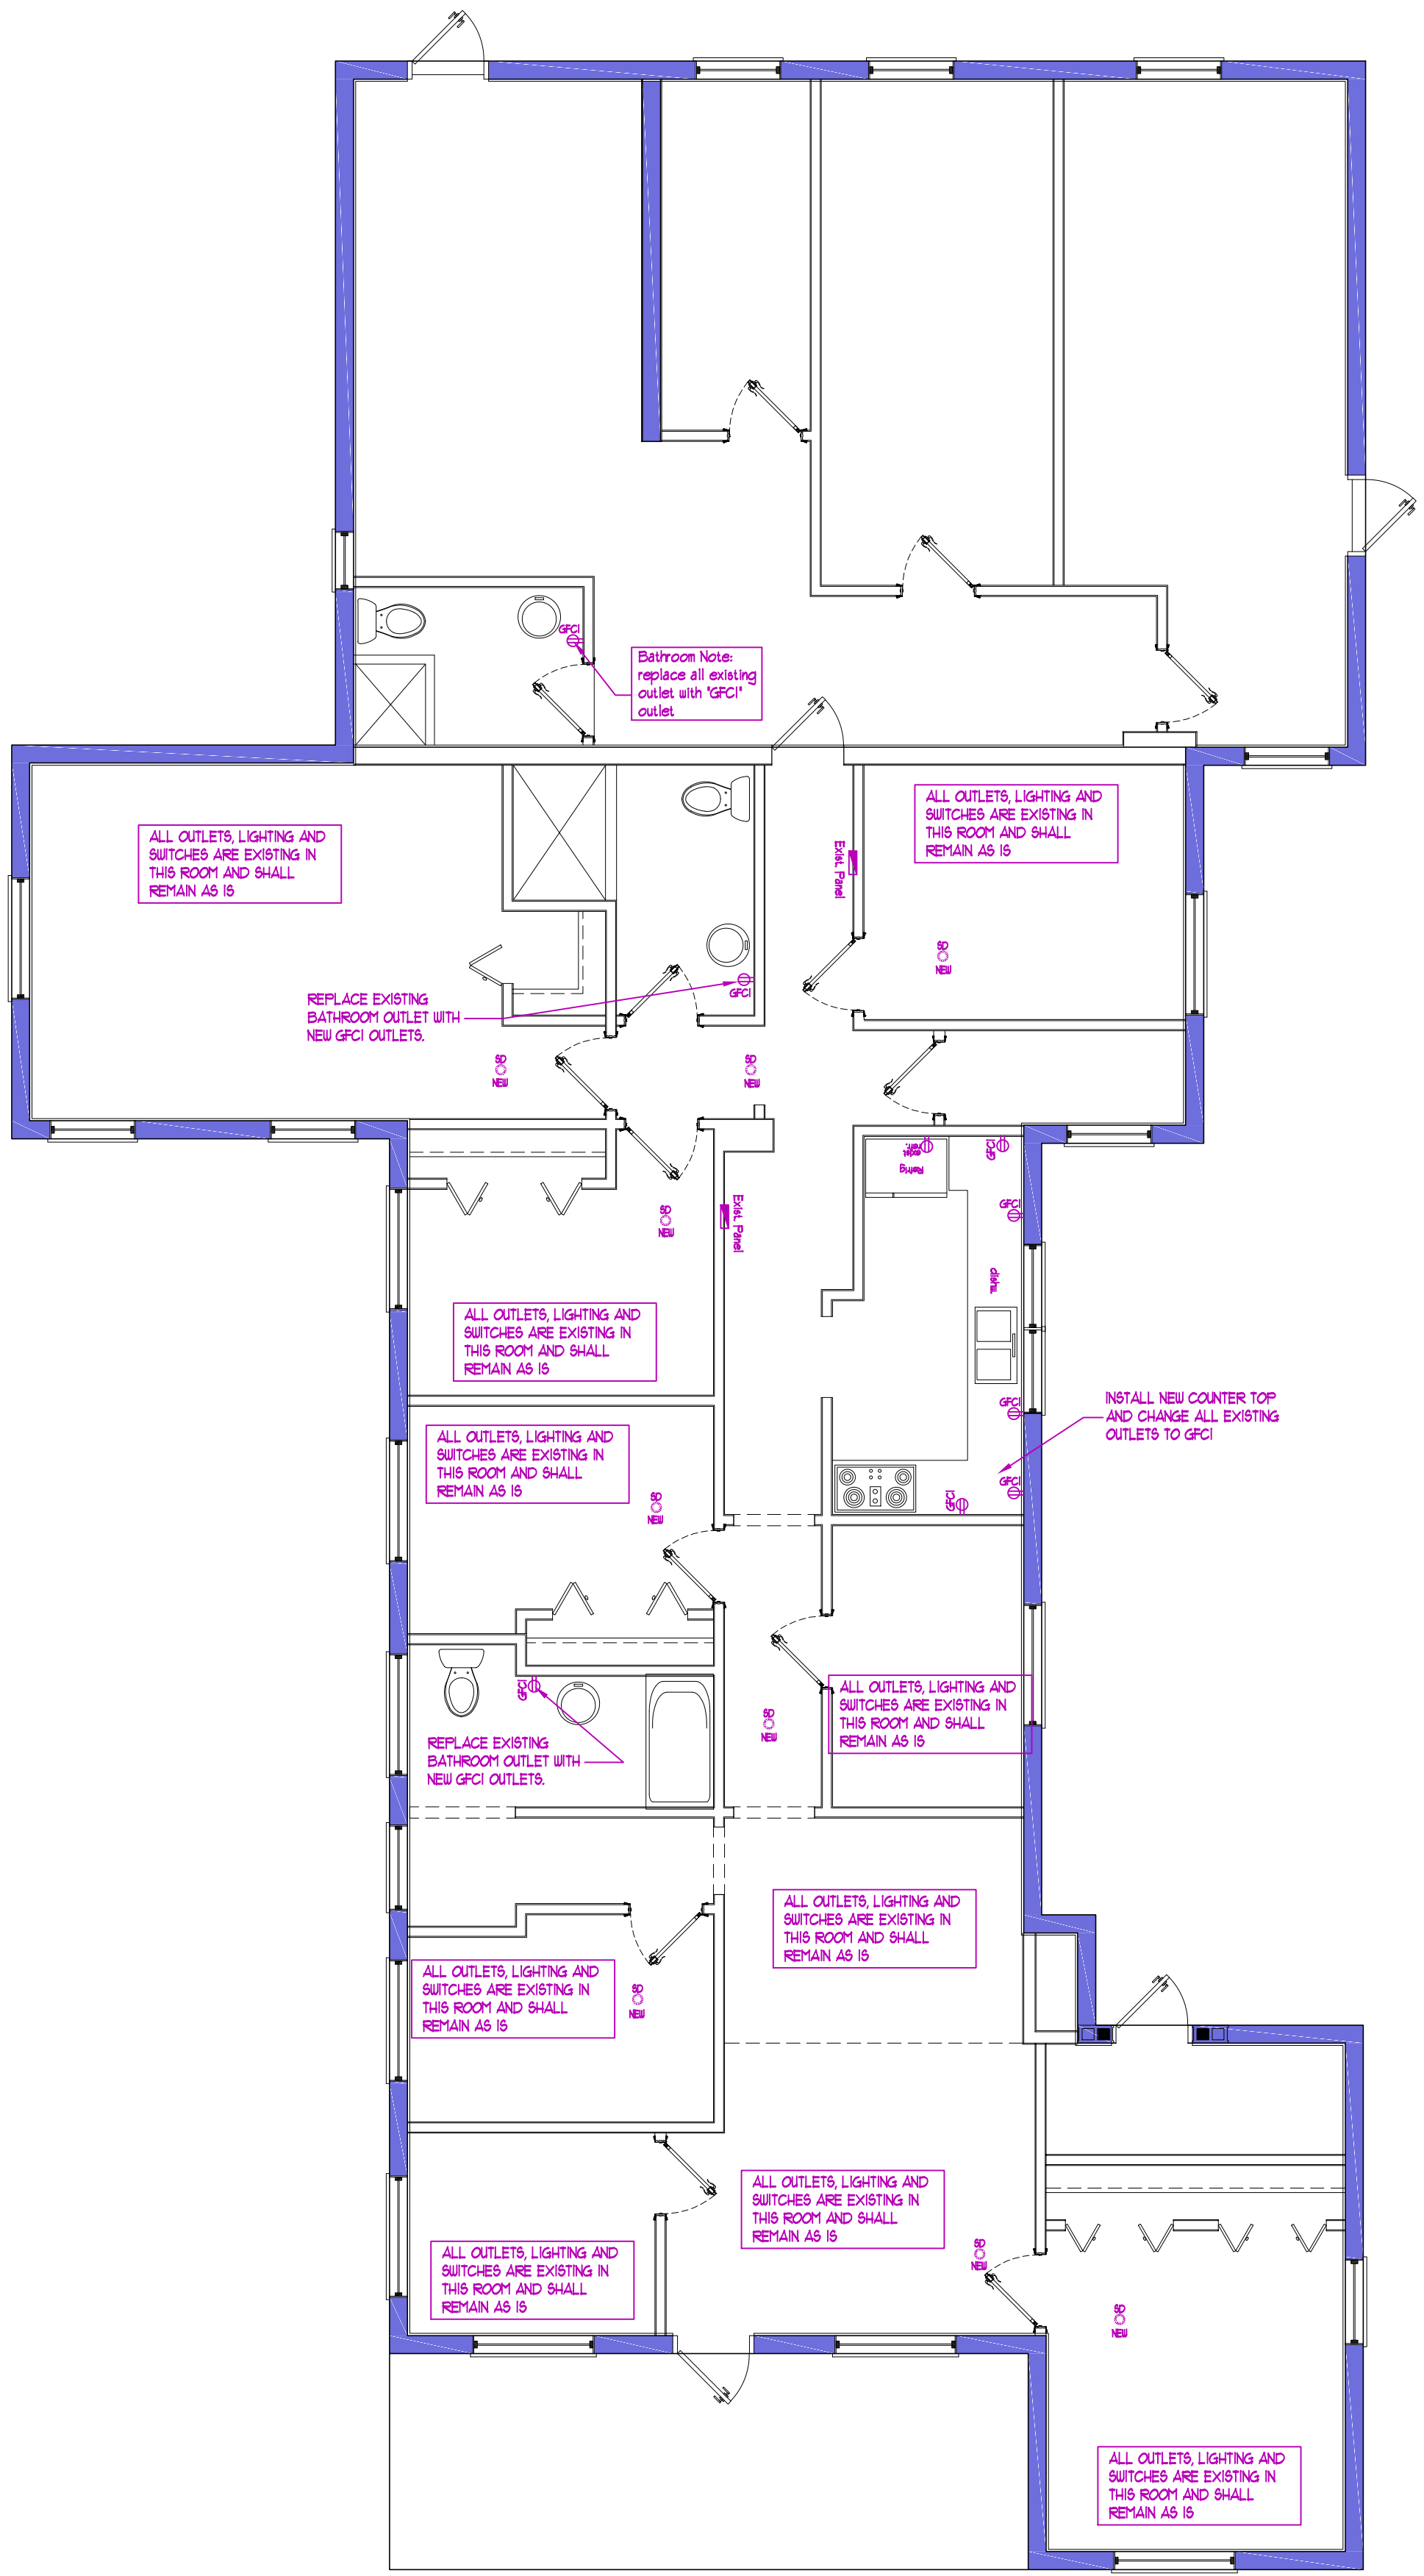 GFCI
Bathroom Note:
replace all existing
outlet with "GFCI"
outlet
ALL OUTLETS, LIGHTING AND
SWITCHES ARE EXISTING IN
THIS ROOM AND SHALL
REMAIN AS IS
ALL OUTLETS, LIGHTING AND
SWITCHES ARE EXISTING IN
THIS ROOM AND SHALL
REMAIN AS IS
Exist. Panel
SD
NEW
GFCI
REPLACE EXISTING
BATHROOM OUTLET WITH
NEW GFCI OUTLETS.
SD
NEW
SD
NEW
exist.
refr.
Refrig
GFCI
GFCI
SD
NEW
Exist. Panel
dishw.
ALL OUTLETS, LIGHTING AND
SWITCHES ARE EXISTING IN
THIS ROOM AND SHALL
REMAIN AS IS
GFCI
INSTALL NEW COUNTER TOP
AND CHANGE ALL EXISTING
OUTLETS TO GFCI
ALL OUTLETS, LIGHTING AND
SWITCHES ARE EXISTING IN
THIS ROOM AND SHALL
REMAIN AS IS
GFCI
GFCI
SD
NEW
GFCI
ALL OUTLETS, LIGHTING AND
SWITCHES ARE EXISTING IN
THIS ROOM AND SHALL
REMAIN AS IS
SD
NEW
REPLACE EXISTING
BATHROOM OUTLET WITH
NEW GFCI OUTLETS.
ALL OUTLETS, LIGHTING AND
SWITCHES ARE EXISTING IN
THIS ROOM AND SHALL
REMAIN AS IS
ALL OUTLETS, LIGHTING AND
SWITCHES ARE EXISTING IN
THIS ROOM AND SHALL
REMAIN AS IS
SD
NEW
ALL OUTLETS, LIGHTING AND
SWITCHES ARE EXISTING IN
THIS ROOM AND SHALL
REMAIN AS IS
ALL OUTLETS, LIGHTING AND
SWITCHES ARE EXISTING IN
THIS ROOM AND SHALL
REMAIN AS IS
SD
NEW
SD
NEW
ALL OUTLETS, LIGHTING AND
SWITCHES ARE EXISTING IN
THIS ROOM AND SHALL
REMAIN AS IS